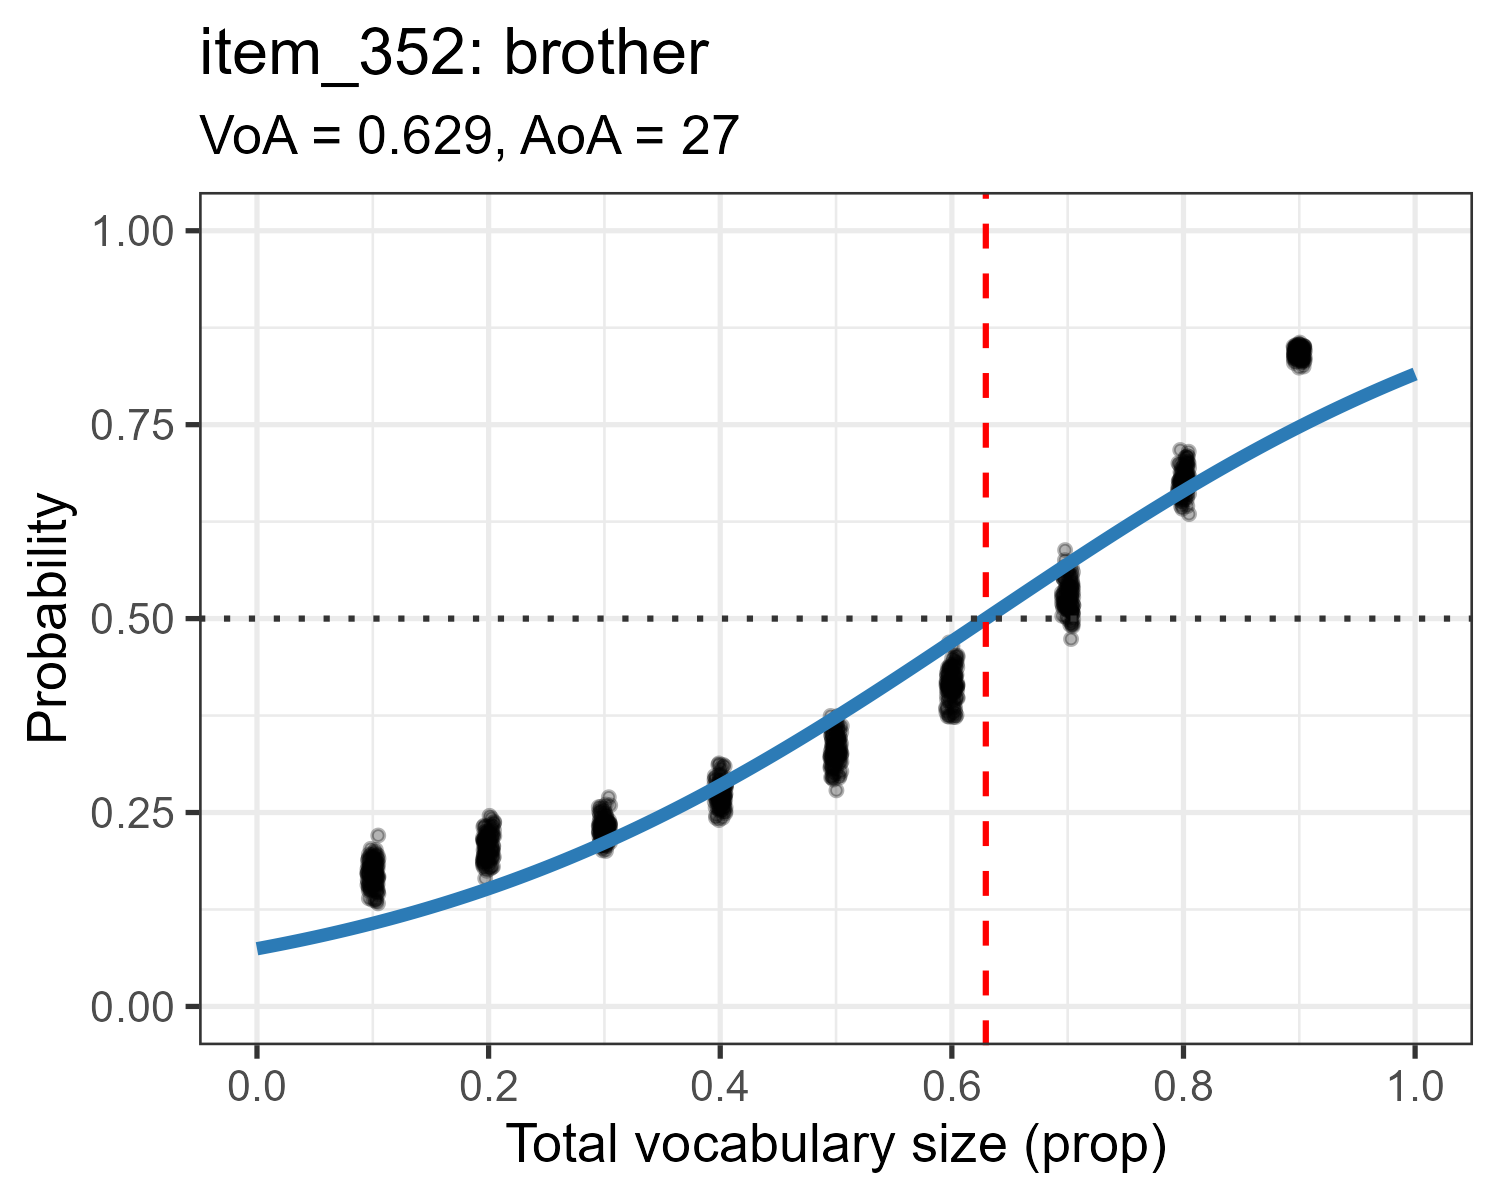 item_352: brother
VoA = 0.629, AoA = 27
Probability
1.00
0.75
0.50
0.25
0.00
0.0 0.2 0.4 0.6 0.8 1.0
Total vocabulary size (prop)